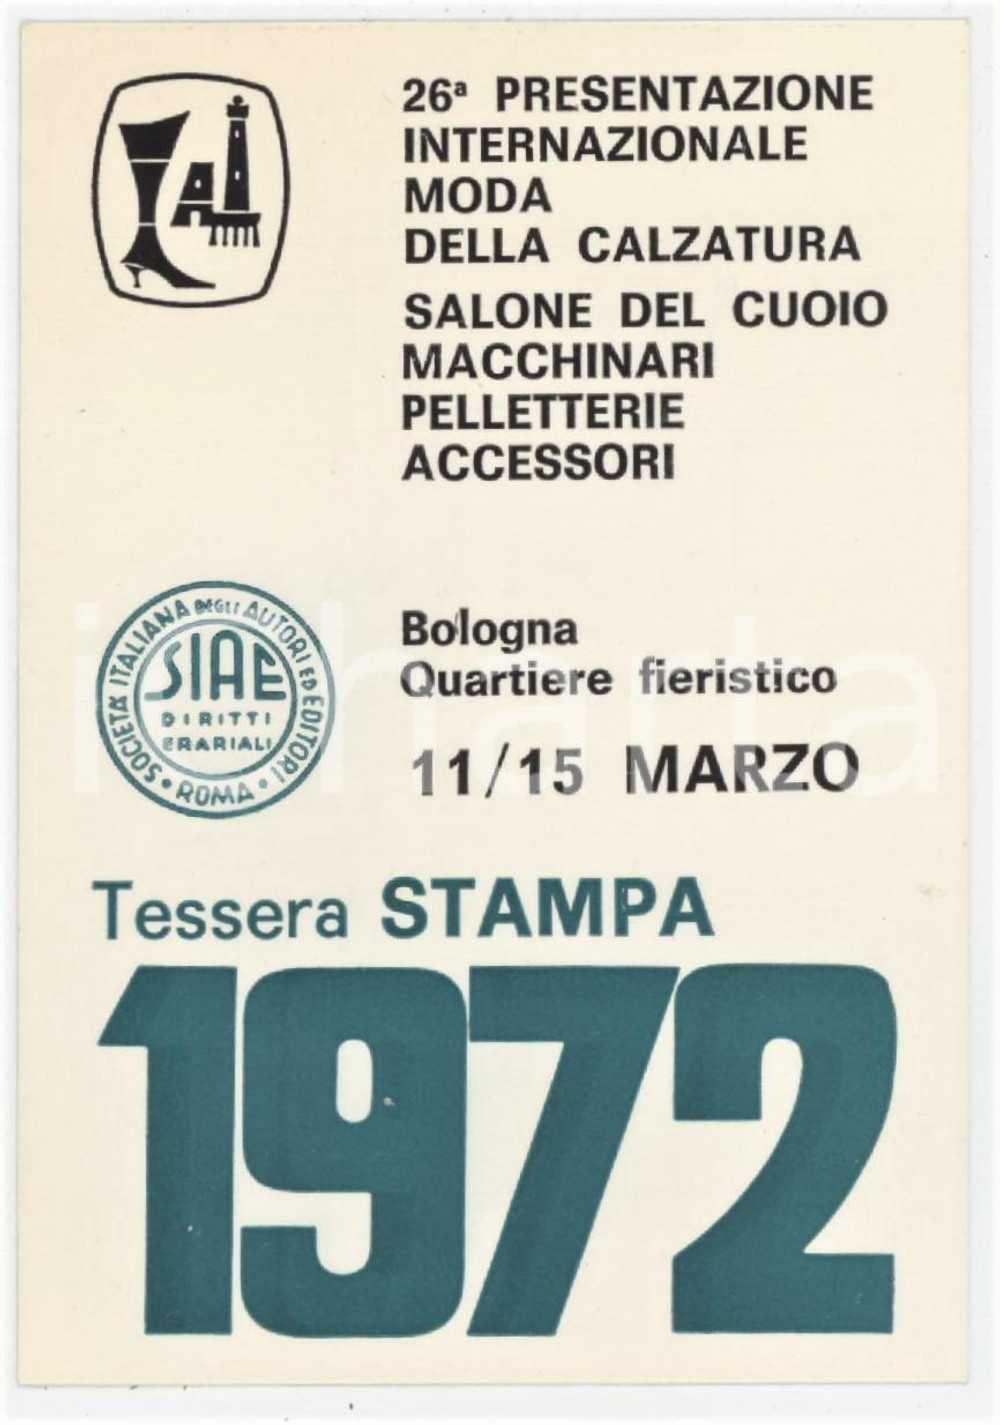 26ª PRESENTAZIONE
INTERNAZIONALE
MODA
DELLA CALZATURA
SALONE DEL CUOIO
MACCHINARI
PELLETTERIE
ACCESSORI
SOCIETÀ ITALIANA DEGLI AUTORI ED EDITORI
• ROMA •
SIAE
DIRITTI
ERARIALI
Bologna
Quartiere fieristico
11/15 MARZO
Tessera STAMPA
1972